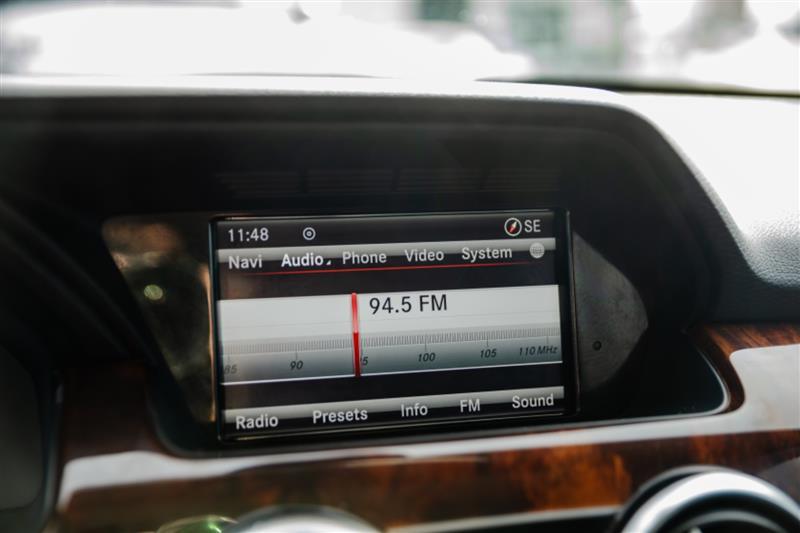 11:48 SE
Navi Audio Phone Video System
94.5 FM
85 90 5 100 105 110 MHz
Radio Presets Info FM Sound